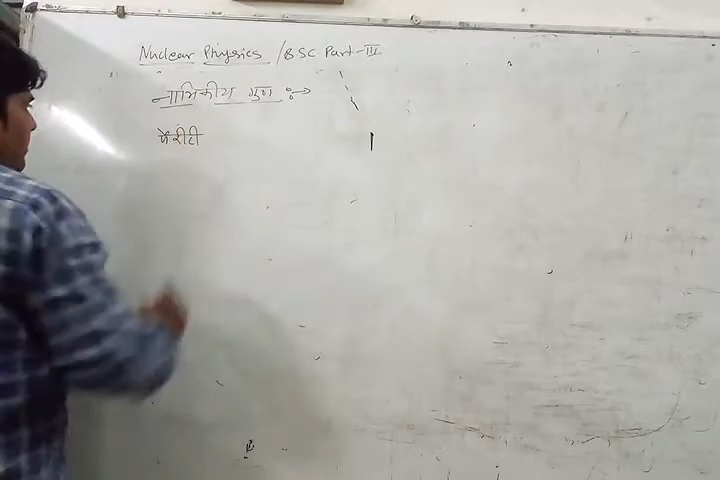 Nuclear Physics / BSC Part-III
नाभिकीय गुण :→
पैरीटी